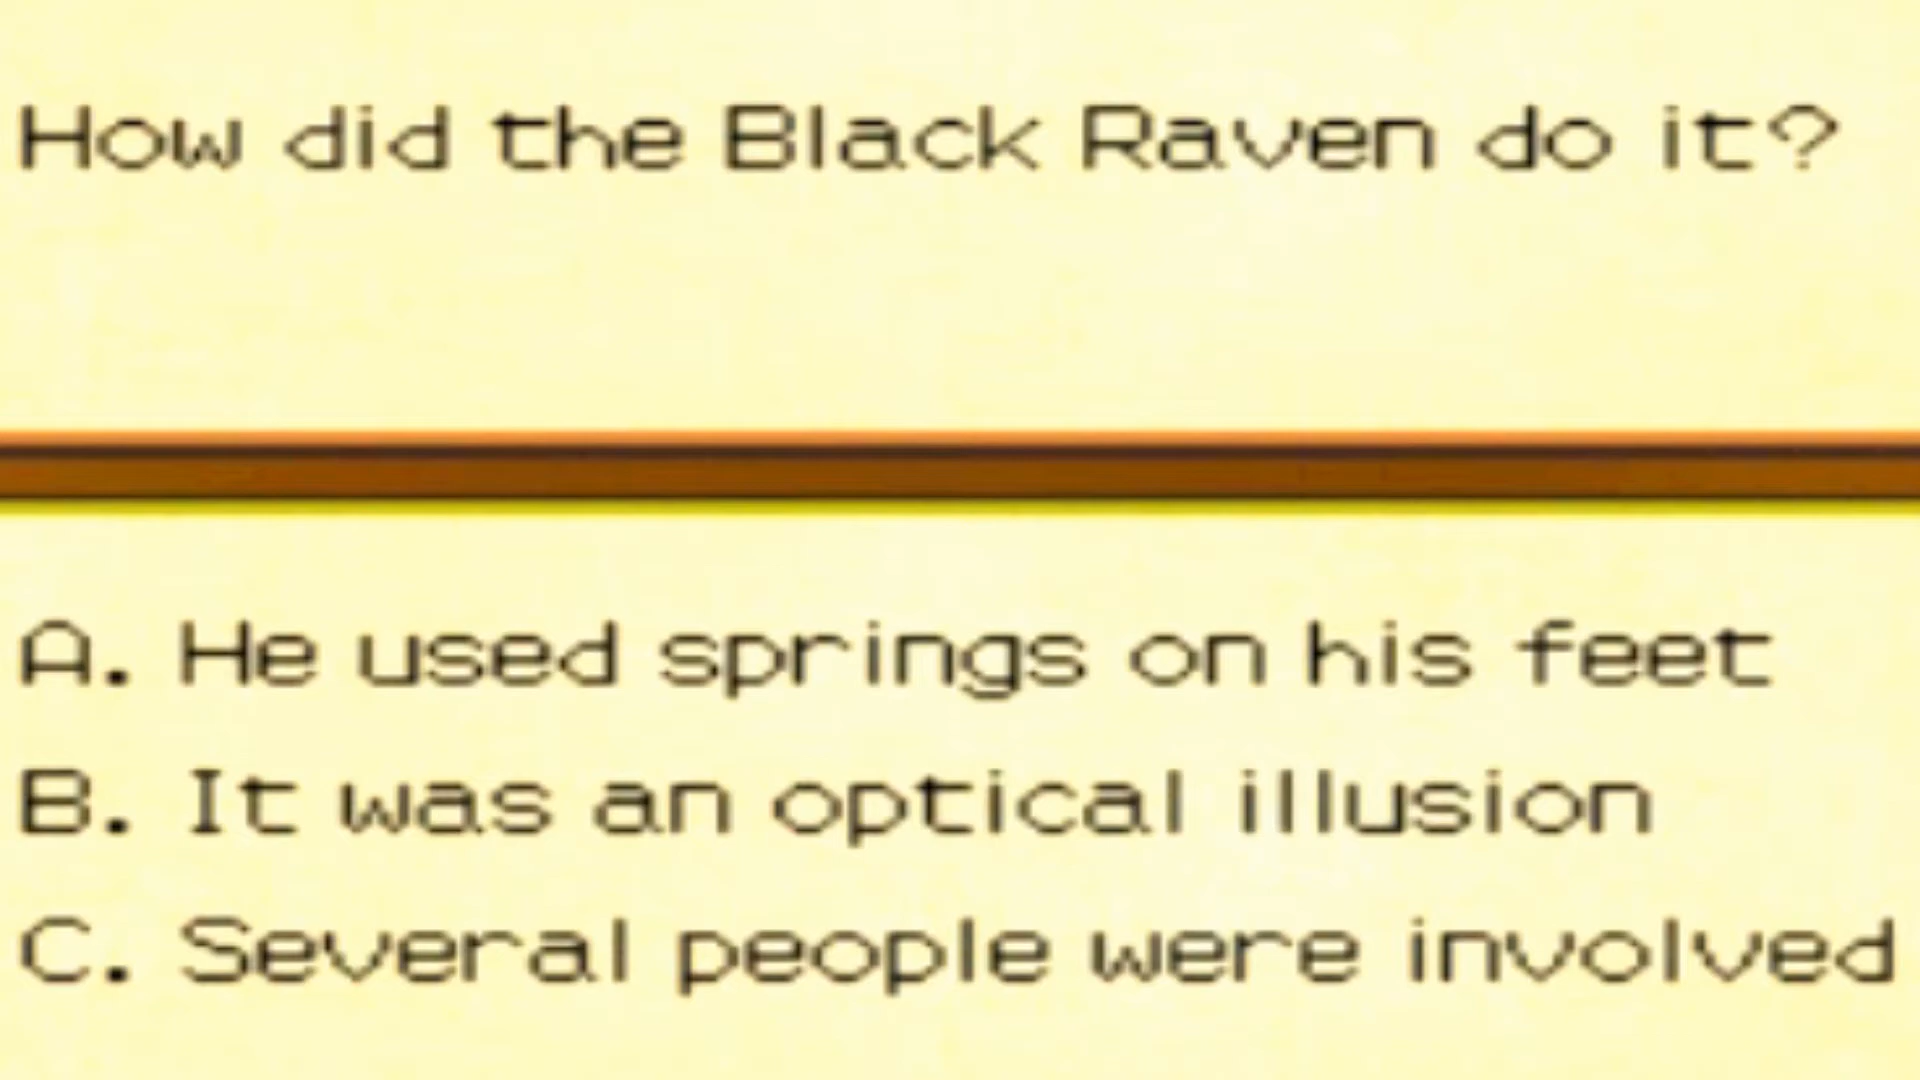 How did the Black Raven do it?
A. He used springs on his feet
B. It was an optical illusion
C. Several people were involved